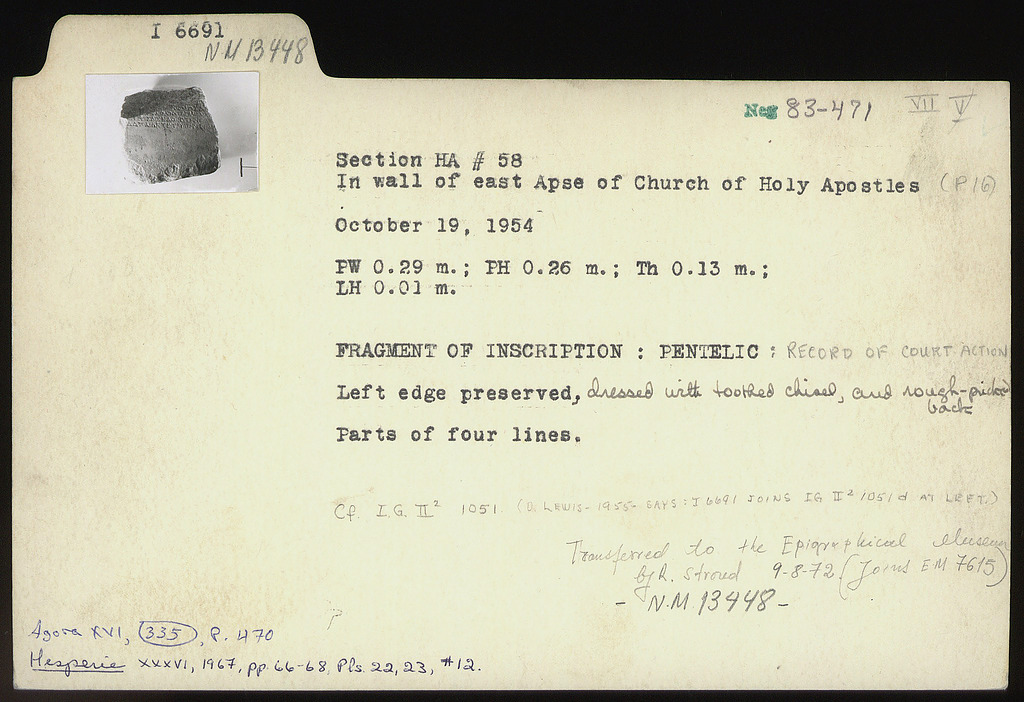 I 6691
N M 13448
Neg 83-471 VII V
Section HA # 58
In wall of east Apse of Church of Holy Apostles (P 16)
October 19, 1954
PW 0.29 m.; PH 0.26 m.; Th 0.13 m.;
LH 0.01 m.
FRAGMENT OF INSCRIPTION : PENTELIC : RECORD OF COURT ACTION
Left edge preserved, dressed with toothed chisel, and rough-picked
back
Parts of four lines.
Cf. I.G. II² 1051. (D. LEWIS - 1955 - SAYS: I 6691 JOINS IG II² 1051 d AT LEFT.)
Transferred to the Epigraphical Museum
by R. Stroud 9-8-72 (Joins EM 7615)
- N.M. 13448 -
Agora XVI, 335, P. 470
Hesperia XXXVI, 1967, pp. 66-68, Pls. 22, 23, #12.